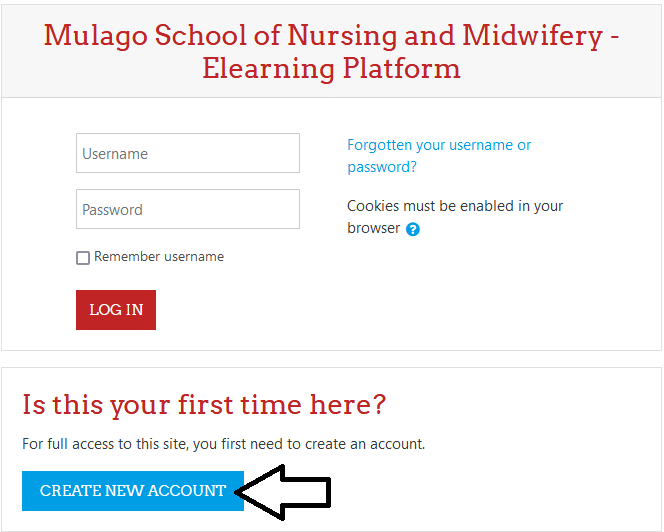 Mulago School of Nursing and Midwifery -
Elearning Platform
Username
Forgotten your username or
password?
Password
Cookies must be enabled in your
browser ?
Remember username
LOG IN
Is this your first time here?
For full access to this site, you first need to create an account.
CREATE NEW ACCOUNT